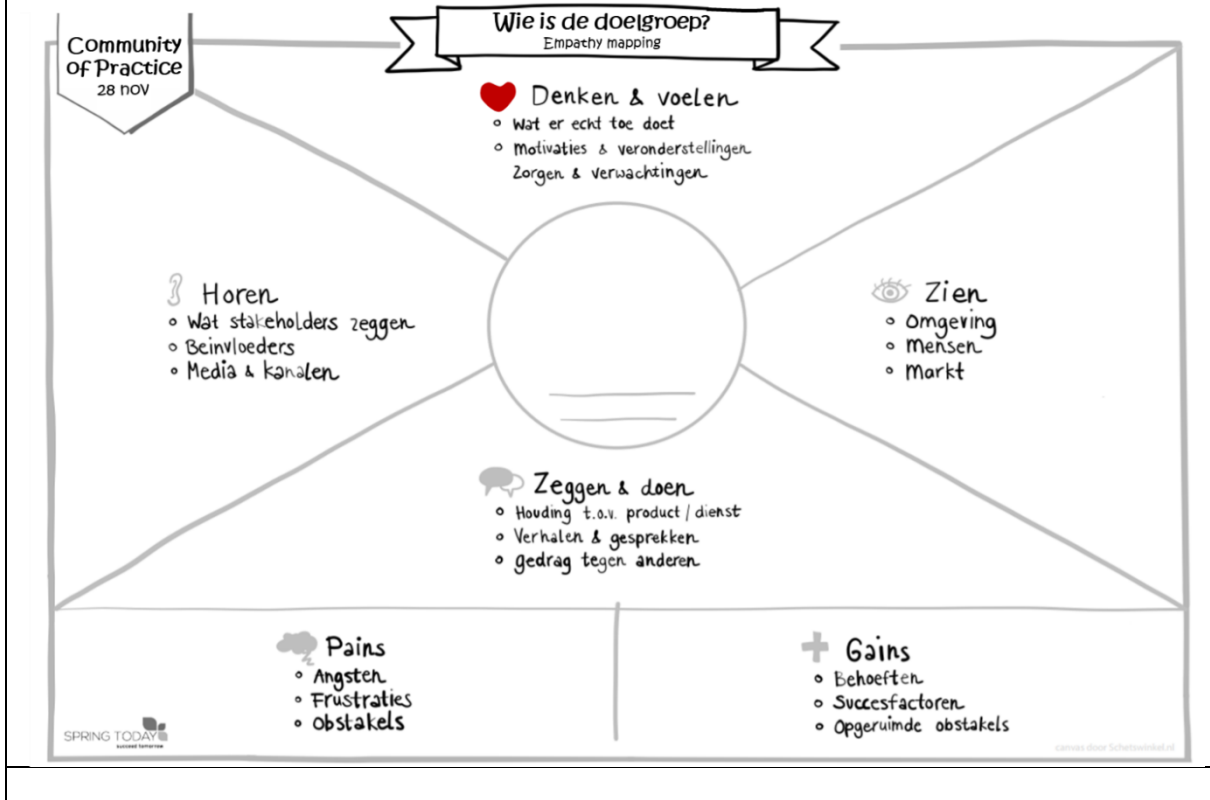 Community
of Practice
28 nov
Wie is de doelgroep?
Empathy mapping
Denken & voelen
Wat er echt toe doet
Motivaties & veronderstellingen
Zorgen & verwachtingen
Horen
Wat stakeholders zeggen
Beinvloeders
Media & kanalen
Zien
Omgeving
Mensen
Markt
Zeggen & doen
Houding t.o.v. product / dienst
Verhalen & gesprekken
gedrag tegen anderen
Pains
Angsten
Frustraties
Obstakels
Gains
Behoeften
Succesfactoren
Opgeruimde obstakels
SPRING TODAY
succeed tomorrow
canvas door Schetswinkel.nl